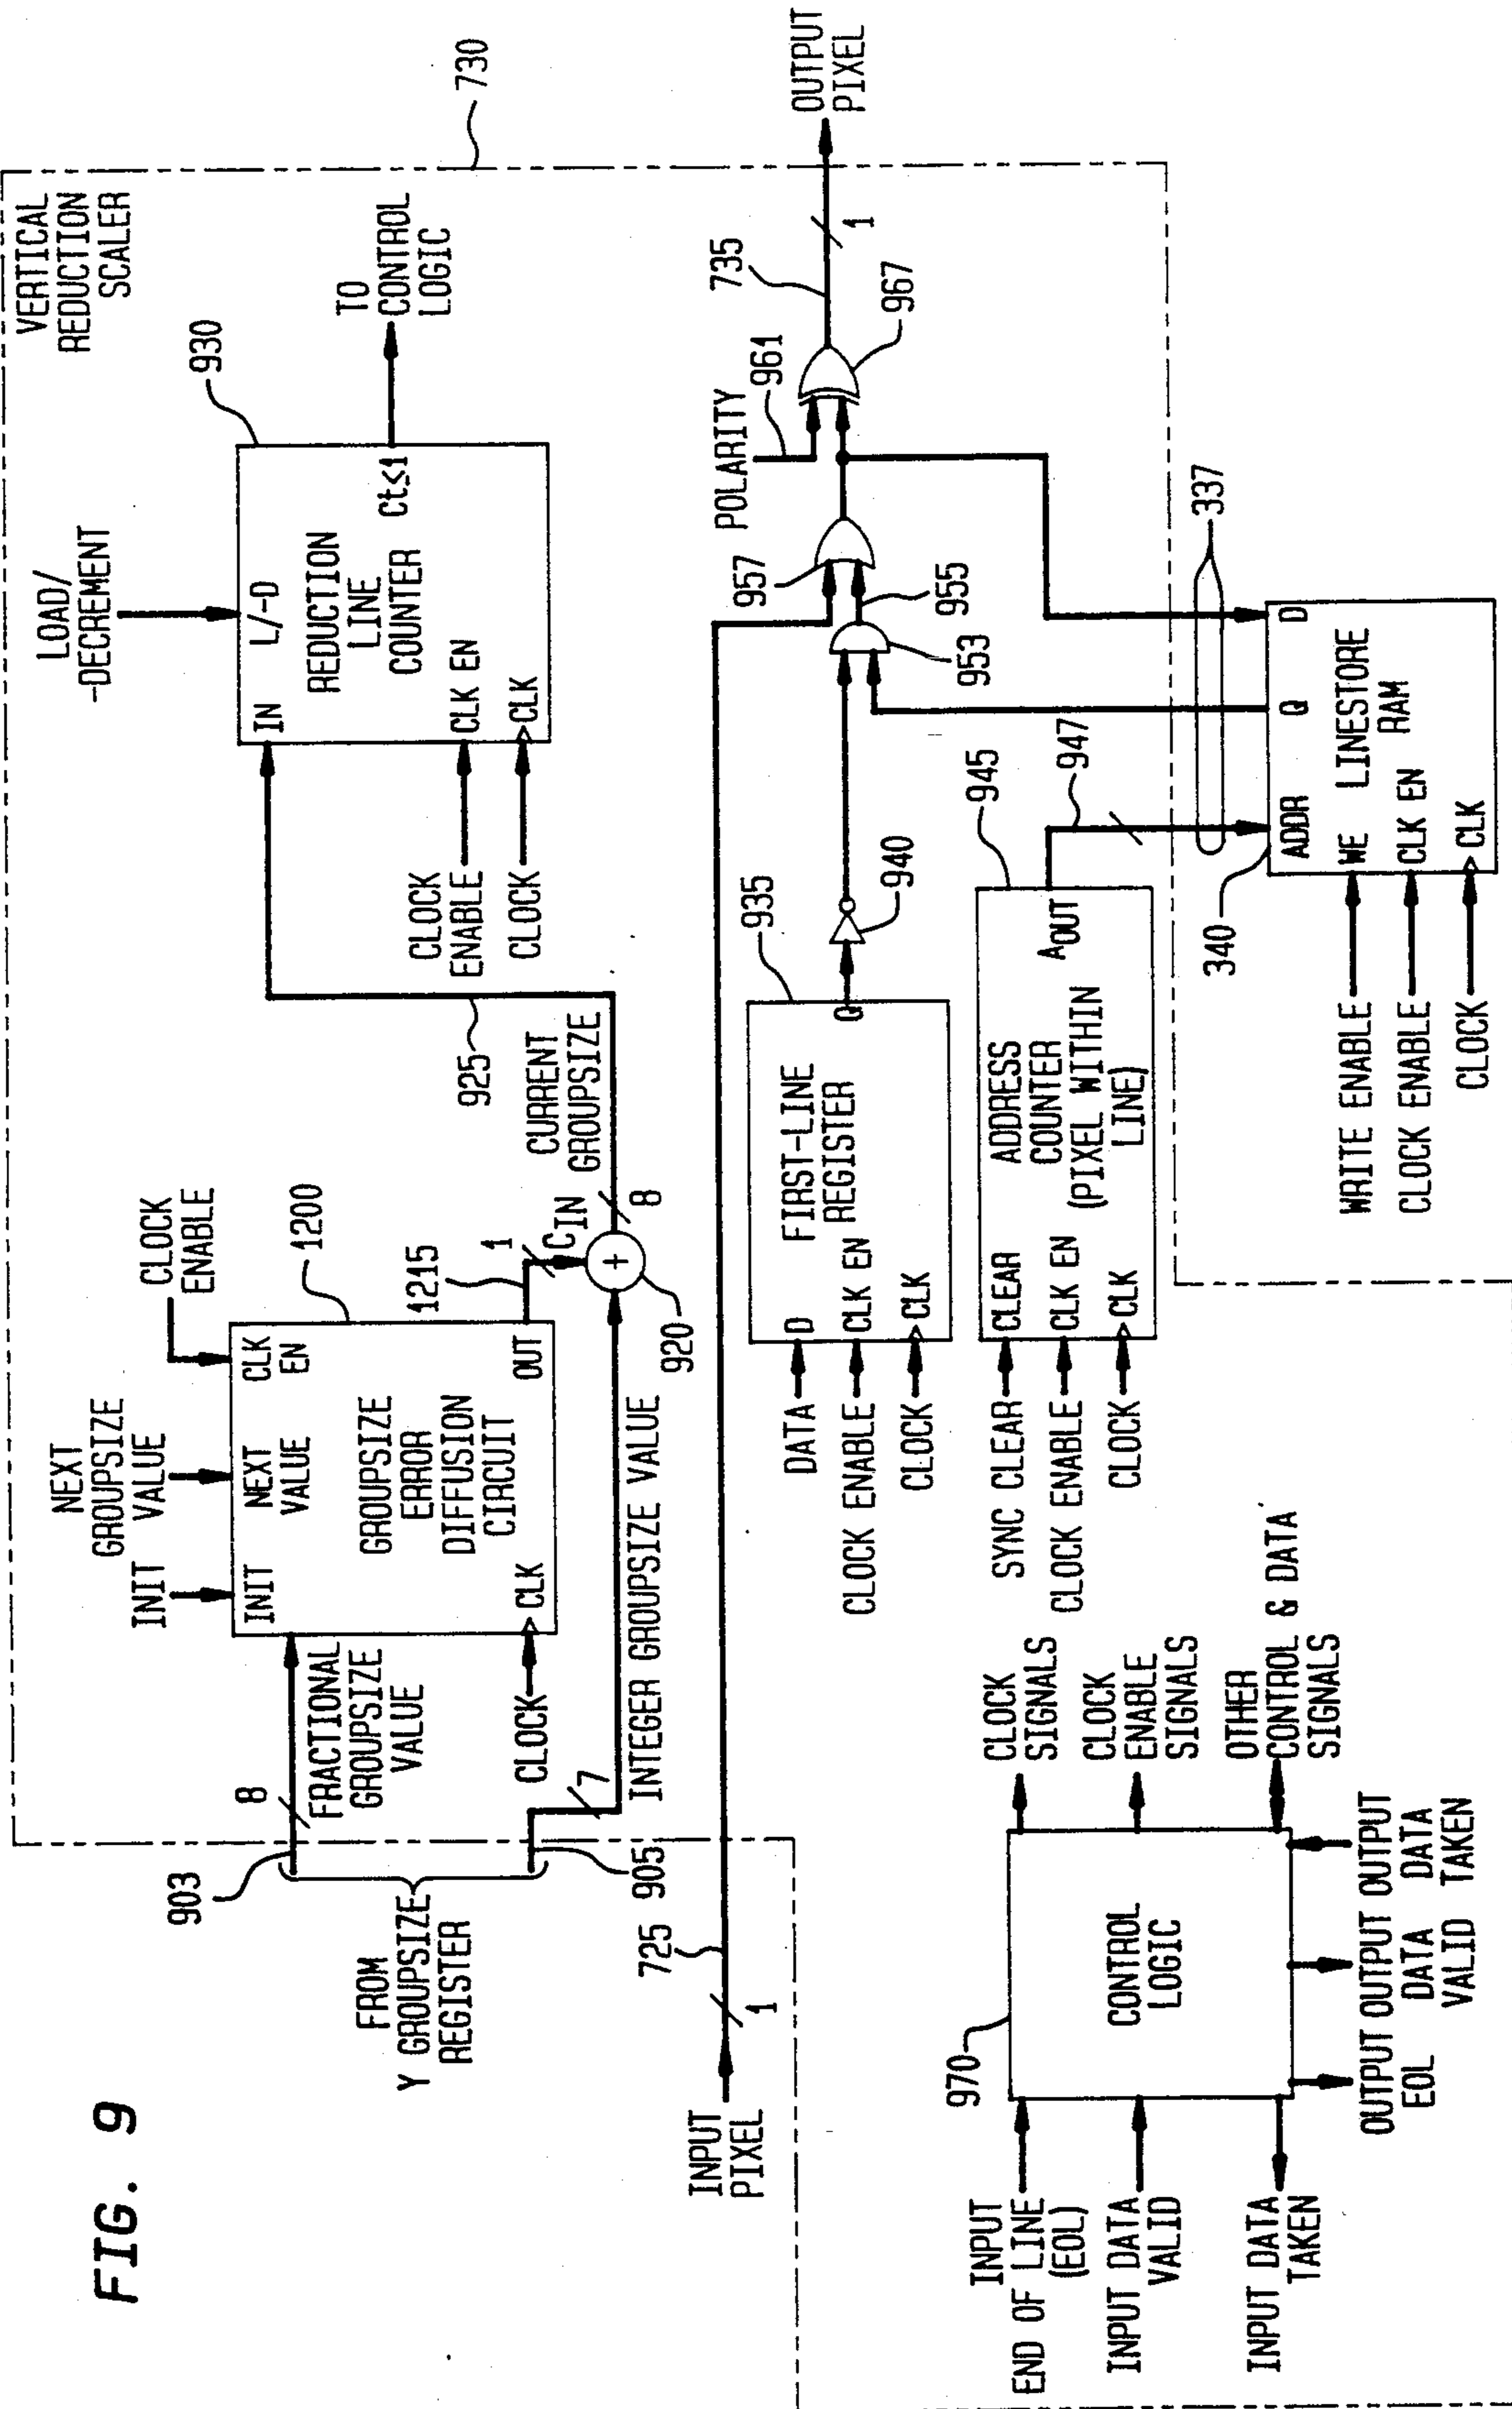 FIG. 9
VERTICAL
REDUCTION
SCALER
730
FROM
Y GROUPSIZE
REGISTER
903
8
FRACTIONAL
GROUPSIZE
VALUE
905
7
INTEGER GROUPSIZE VALUE
INIT
NEXT
GROUPSIZE
VALUE
CLOCK
ENABLE
INIT
NEXT
VALUE
CLK
EN
GROUPSIZE
ERROR
DIFFUSION
CIRCUIT
CLK
OUT
CLOCK
1200
1215
1
CIN
+
920
8
CURRENT
GROUPSIZE
925
LOAD/
-DECREMENT
IN
L/-D
REDUCTION
LINE
COUNTER
Ct≤1
CLK EN
CLK
CLOCK
ENABLE
CLOCK
930
TO
CONTROL
LOGIC
INPUT
PIXEL
725
1
DATA
CLOCK ENABLE
CLOCK
D
CLK EN
CLK
FIRST-LINE
REGISTER
Q
935
940
953
955
957
POLARITY
961
967
735
1
OUTPUT
PIXEL
SYNC CLEAR
CLOCK ENABLE
CLOCK
CLEAR
CLK EN
CLK
ADDRESS
COUNTER
(PIXEL WITHIN
LINE)
AOUT
945
947
337
340
ADDR
Q
D
WE
LINESTORE
RAM
CLK EN
CLK
WRITE ENABLE
CLOCK ENABLE
CLOCK
970
CONTROL
LOGIC
INPUT
END OF LINE
(EOL)
INPUT DATA
VALID
INPUT DATA
TAKEN
CLOCK
SIGNALS
CLOCK
ENABLE
SIGNALS
OTHER
CONTROL & DATA
SIGNALS
OUTPUT
EOL
OUTPUT
DATA
VALID
OUTPUT
DATA
TAKEN